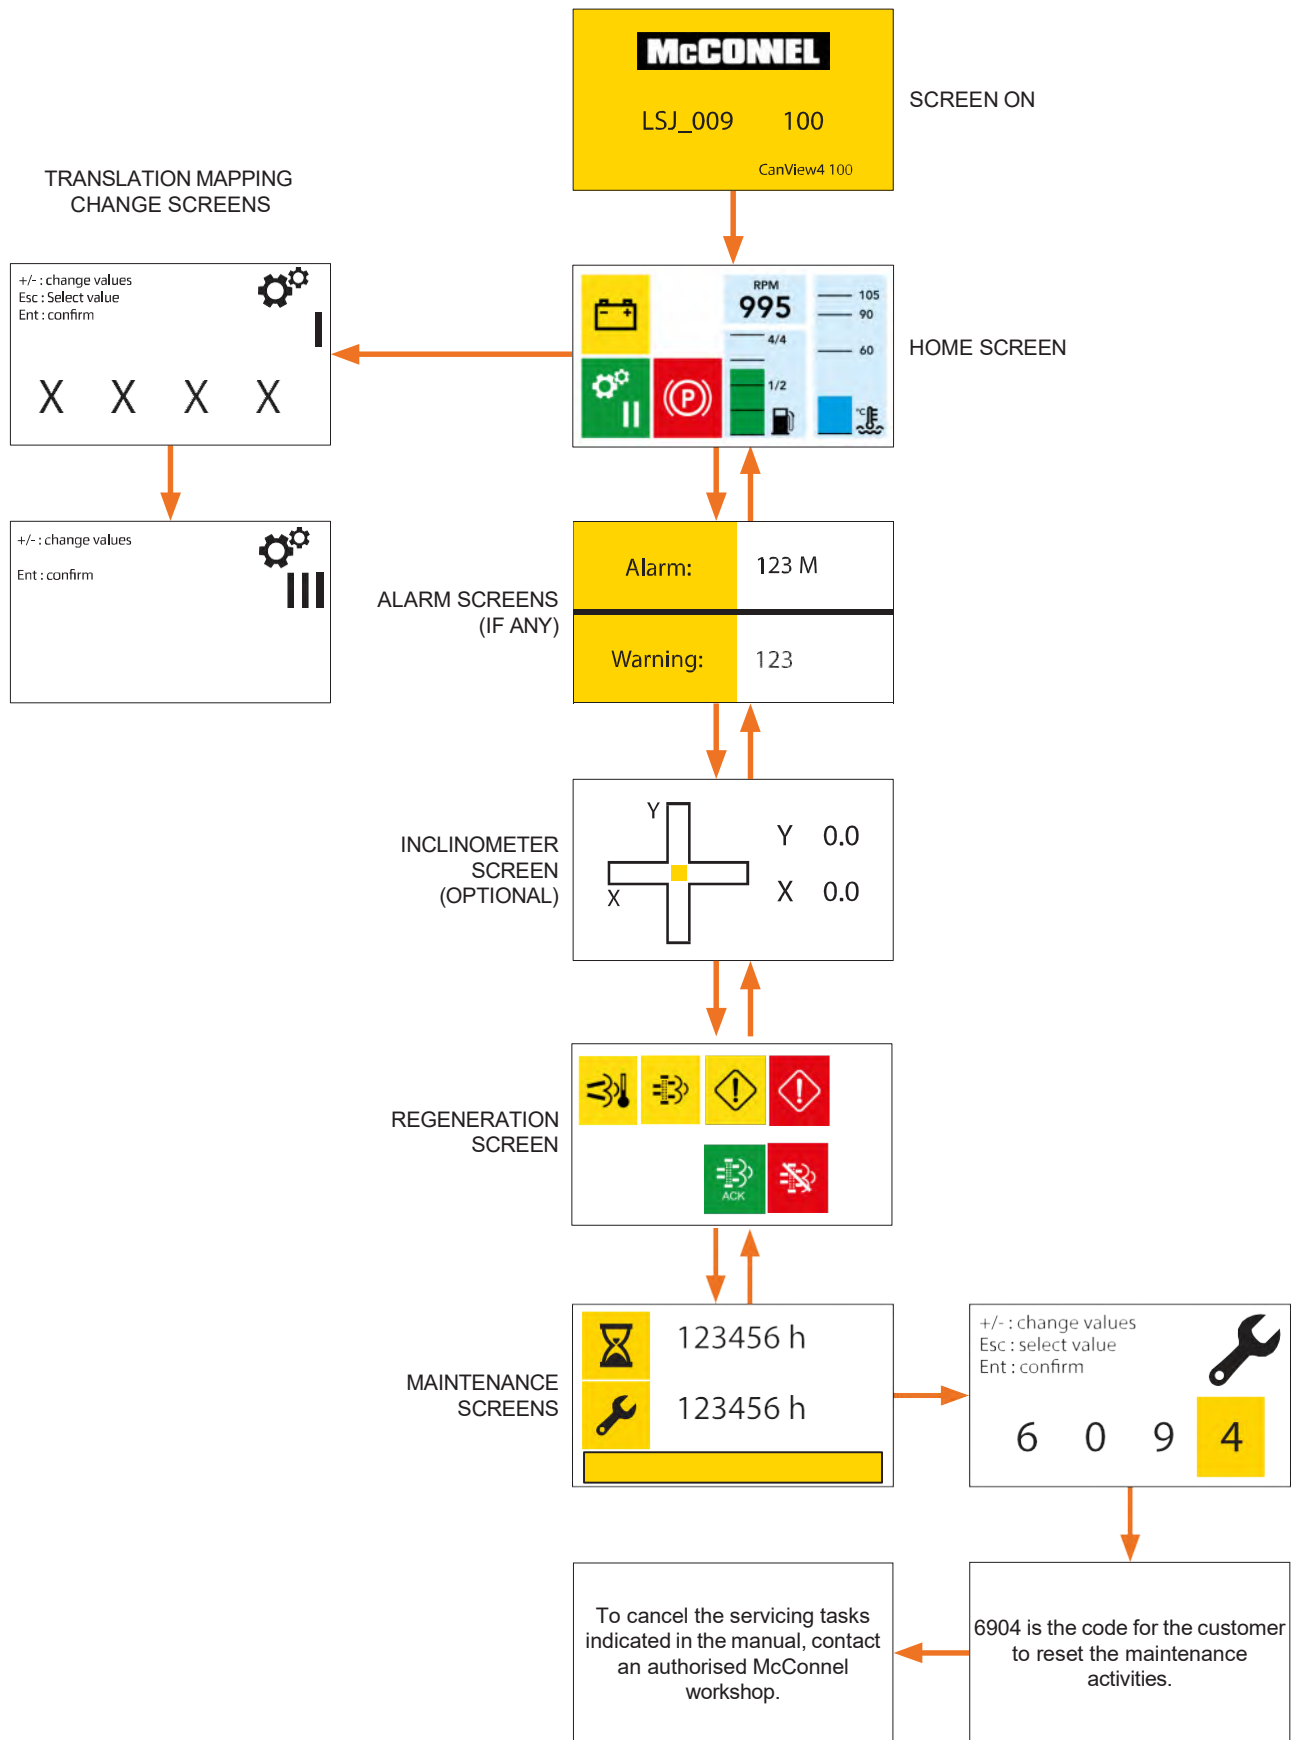 McCONNEL
LSJ_009 100
CanView4 100
SCREEN ON
TRANSLATION MAPPING
CHANGE SCREENS
+/- : change values
Esc : Select value
Ent : confirm
I
X X X X
RPM
995
4/4
1/2
105
90
60
°C
II
P
HOME SCREEN
+/- : change values
Ent : confirm
III
ALARM SCREENS
(IF ANY)
Alarm: 123 M
Warning: 123
INCLINOMETER
SCREEN
(OPTIONAL)
Y
X
Y 0.0
X 0.0
REGENERATION
SCREEN
ACK
MAINTENANCE
SCREENS
123456 h
123456 h
+/- : change values
Esc : select value
Ent : confirm
6 0 9 4
To cancel the servicing tasks
indicated in the manual, contact
an authorised McConnel
workshop.
6904 is the code for the customer
to reset the maintenance
activities.